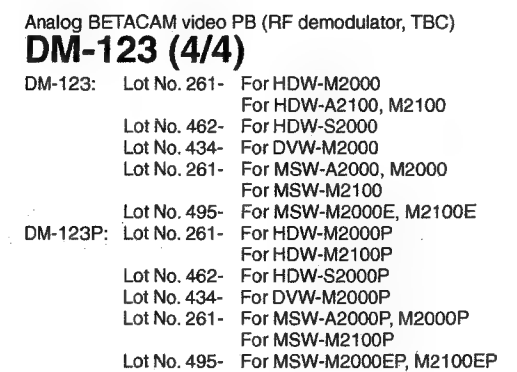 Analog BETACAM video PB (RF demodulator, TBC)
DM-123 (4/4)
DM-123: Lot No. 261- For HDW-M2000
For HDW-A2100, M2100
Lot No. 462- For HDW-S2000
Lot No. 434- For DVW-M2000
Lot No. 261- For MSW-A2000, M2000
For MSW-M2100
Lot No. 495- For MSW-M2000E, M2100E
DM-123P: Lot No. 261- For HDW-M2000P
For HDW-M2100P
Lot No. 462- For HDW-S2000P
Lot No. 434- For DVW-M2000P
Lot No. 261- For MSW-A2000P, M2000P
For MSW-M2100P
Lot No. 495- For MSW-M2000EP, M2100EP